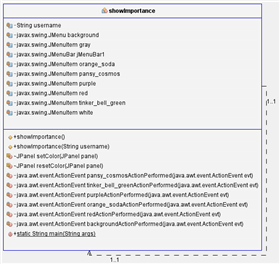 showImportance
-String username
-javax.swing.JMenu background
-javax.swing.JMenuItem gray
-javax.swing.JMenuBar jMenuBar1
-javax.swing.JMenuItem orange_soda
-javax.swing.JMenuItem pansy_cosmos
-javax.swing.JMenuItem purple
-javax.swing.JMenuItem red
-javax.swing.JMenuItem tinker_bell_green
-javax.swing.JMenuItem white
1..1
+showImportance()
+showImportance(String username)
-JPanel setColor(JPanel panel)
-JPanel resetColor(JPanel panel)
-java.awt.event.ActionEvent pansy_cosmosActionPerformed(java.awt.event.ActionEvent evt)
-java.awt.event.ActionEvent tinker_bell_greenActionPerformed(java.awt.event.ActionEvent evt)
-java.awt.event.ActionEvent purpleActionPerformed(java.awt.event.ActionEvent evt)
-java.awt.event.ActionEvent orange_sodaActionPerformed(java.awt.event.ActionEvent evt)
-java.awt.event.ActionEvent redActionPerformed(java.awt.event.ActionEvent evt)
-java.awt.event.ActionEvent backgroundActionPerformed(java.awt.event.ActionEvent evt)
+static String main(String args)
1..1